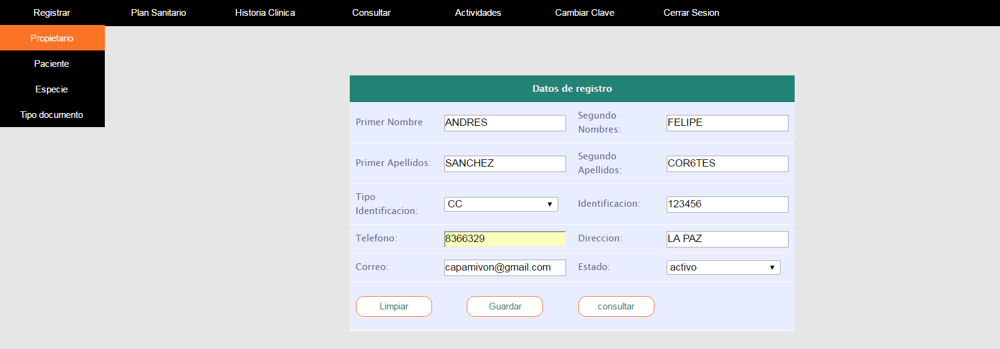 Registrar Plan Sanitario Historia Clinica Consultar Actividades Cambiar Clave Cerrar Sesion
Propietario
Paciente
Especie
Tipo documento
Datos de registro
Primer Nombre ANDRES Segundo Nombres: FELIPE
Primer Apellidos: SANCHEZ Segundo Apellidos: COR6TES
Tipo Identificacion: CC Identificacion: 123456
Telefono: 8366329 Direccion: LA PAZ
Correo: capamivon@gmail.com Estado: activo
Limpiar Guardar consultar